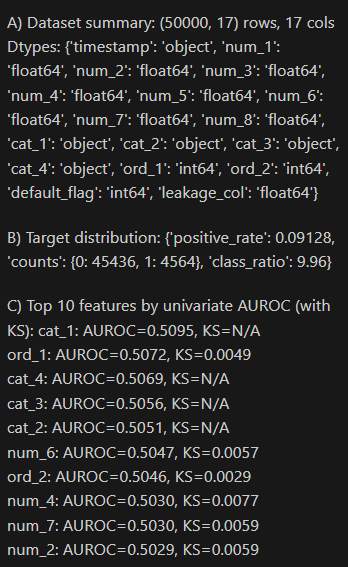 A) Dataset summary: (50000, 17) rows, 17 cols
Dtypes: {'timestamp': 'object', 'num_1':
'float64', 'num_2': 'float64', 'num_3': 'float64',
'num_4': 'float64', 'num_5': 'float64', 'num_6':
'float64', 'num_7': 'float64', 'num_8': 'float64',
'cat_1': 'object', 'cat_2': 'object', 'cat_3': 'object',
'cat_4': 'object', 'ord_1': 'int64', 'ord_2': 'int64',
'default_flag': 'int64', 'leakage_col': 'float64'}
B) Target distribution: {'positive_rate': 0.09128,
'counts': {0: 45436, 1: 4564}, 'class_ratio': 9.96}
C) Top 10 features by univariate AUROC (with
KS): cat_1: AUROC=0.5095, KS=N/A
ord_1: AUROC=0.5072, KS=0.0049
cat_4: AUROC=0.5069, KS=N/A
cat_3: AUROC=0.5056, KS=N/A
cat_2: AUROC=0.5051, KS=N/A
num_6: AUROC=0.5047, KS=0.0057
ord_2: AUROC=0.5046, KS=0.0029
num_4: AUROC=0.5030, KS=0.0077
num_7: AUROC=0.5030, KS=0.0059
num_2: AUROC=0.5029, KS=0.0059